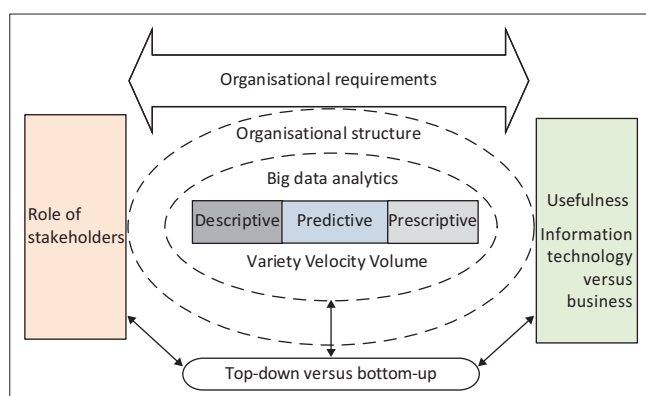 Organisational requirements
Organisational structure
Big data analytics
Role of
stakeholders
Descriptive Predictive Prescriptive
Variety Velocity Volume
Usefulness
Information
technology
versus
business
Top-down versus bottom-up